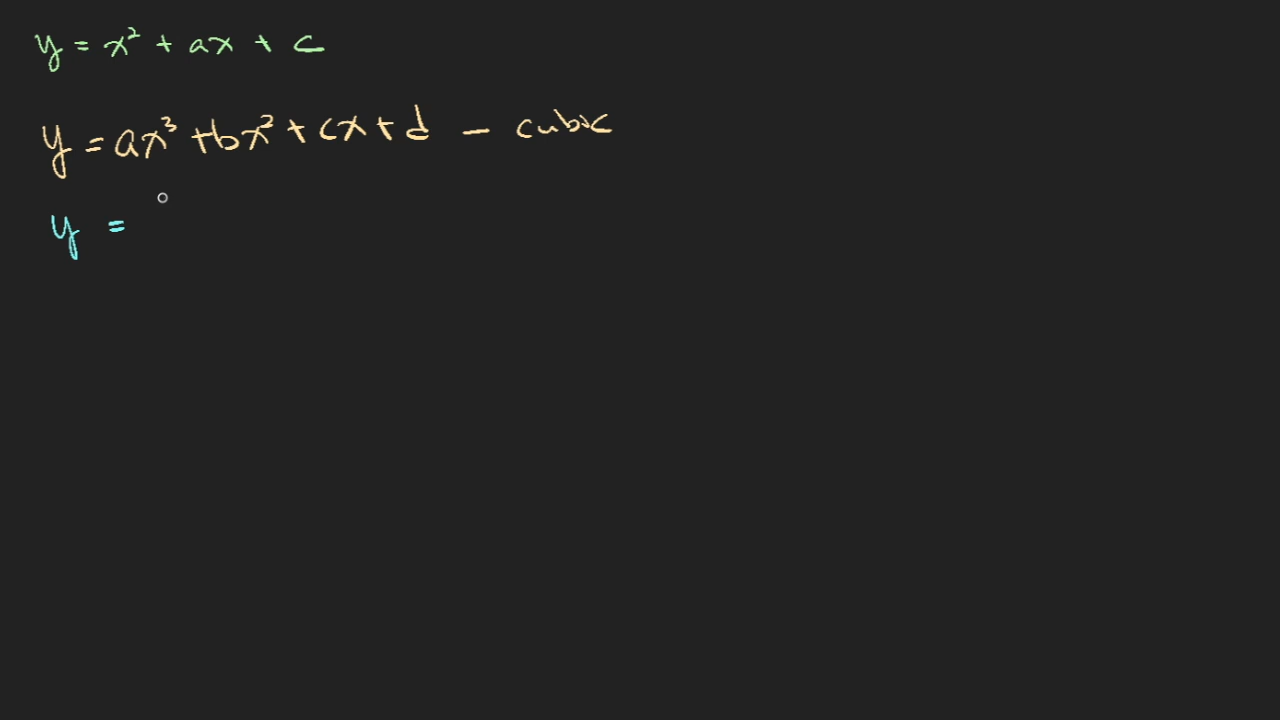 y = x² + ax + c
y = ax³ + bx² + cx + d – cubic
y =